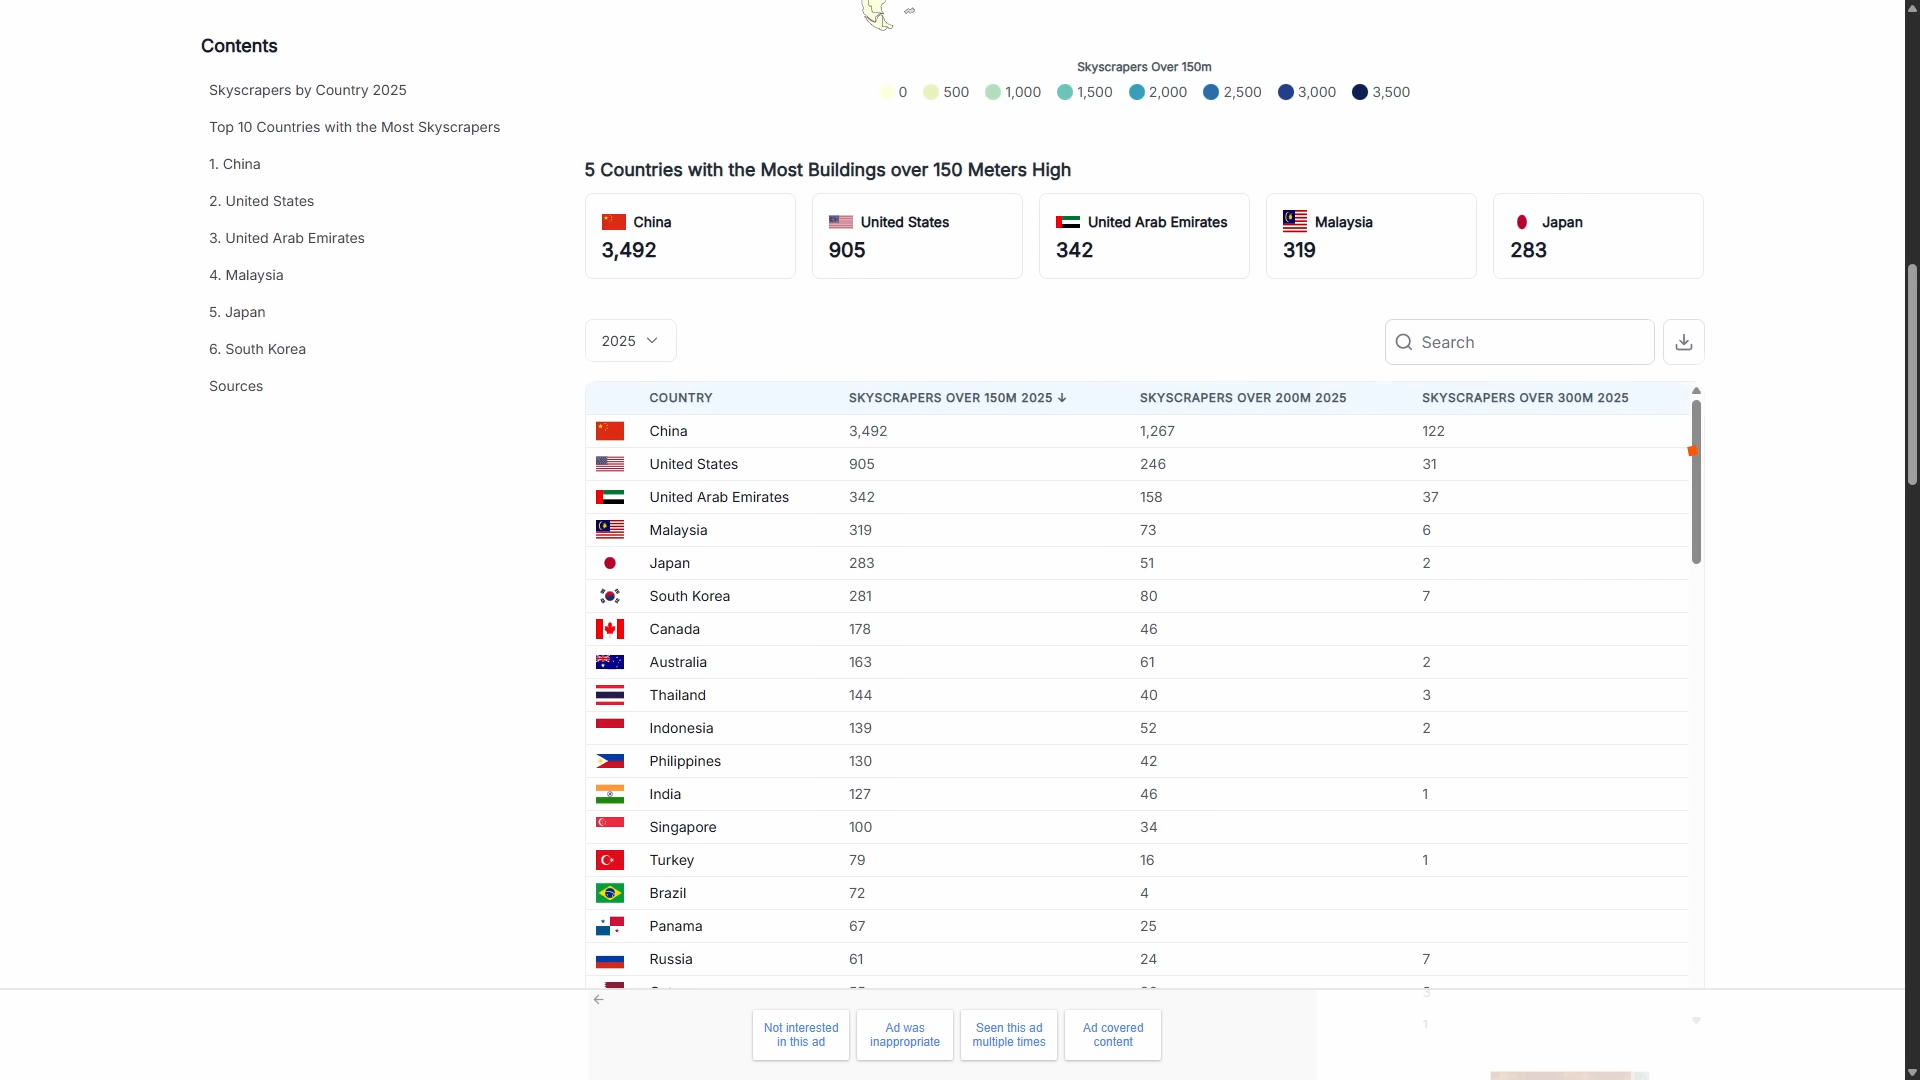 Contents
Skyscrapers by Country 2025
Top 10 Countries with the Most Skyscrapers
1. China
2. United States
3. United Arab Emirates
4. Malaysia
5. Japan
6. South Korea
Sources
Skyscrapers Over 150m
0 500 1,000 1,500 2,000 2,500 3,000 3,500
5 Countries with the Most Buildings over 150 Meters High
China
3,492
United States
905
United Arab Emirates
342
Malaysia
319
Japan
283
2025
Search
COUNTRY SKYSCRAPERS OVER 150M 2025 ↓ SKYSCRAPERS OVER 200M 2025 SKYSCRAPERS OVER 300M 2025
China 3,492 1,267 122
United States 905 246 31
United Arab Emirates 342 158 37
Malaysia 319 73 6
Japan 283 51 2
South Korea 281 80 7
Canada 178 46
Australia 163 61 2
Thailand 144 40 3
Indonesia 139 52 2
Philippines 130 42
India 127 46 1
Singapore 100 34
Turkey 79 16 1
Brazil 72 4
Panama 67 25
Russia 61 24 7
3
1
Not interested
in this ad
Ad was
inappropriate
Seen this ad
multiple times
Ad covered
content